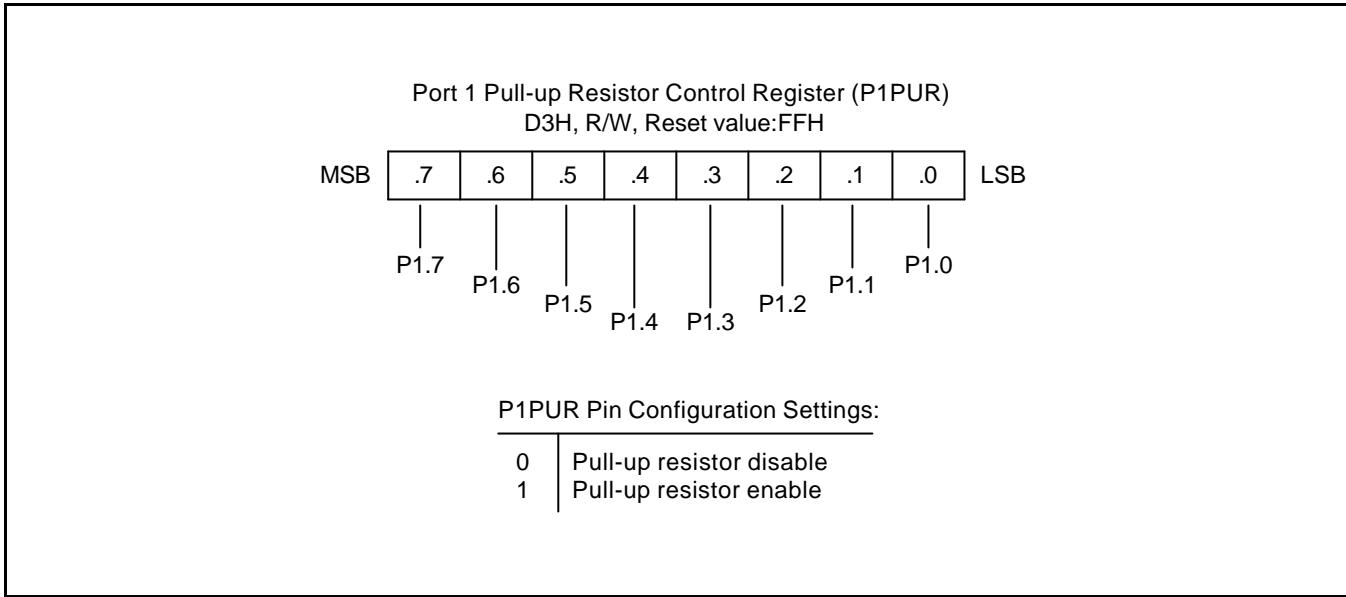 Port 1 Pull-up Resistor Control Register (P1PUR)
D3H, R/W, Reset value:FFH
MSB .7 .6 .5 .4 .3 .2 .1 .0 LSB
P1.7 P1.6 P1.5 P1.4 P1.3 P1.2 P1.1 P1.0
P1PUR Pin Configuration Settings:
0 Pull-up resistor disable
1 Pull-up resistor enable